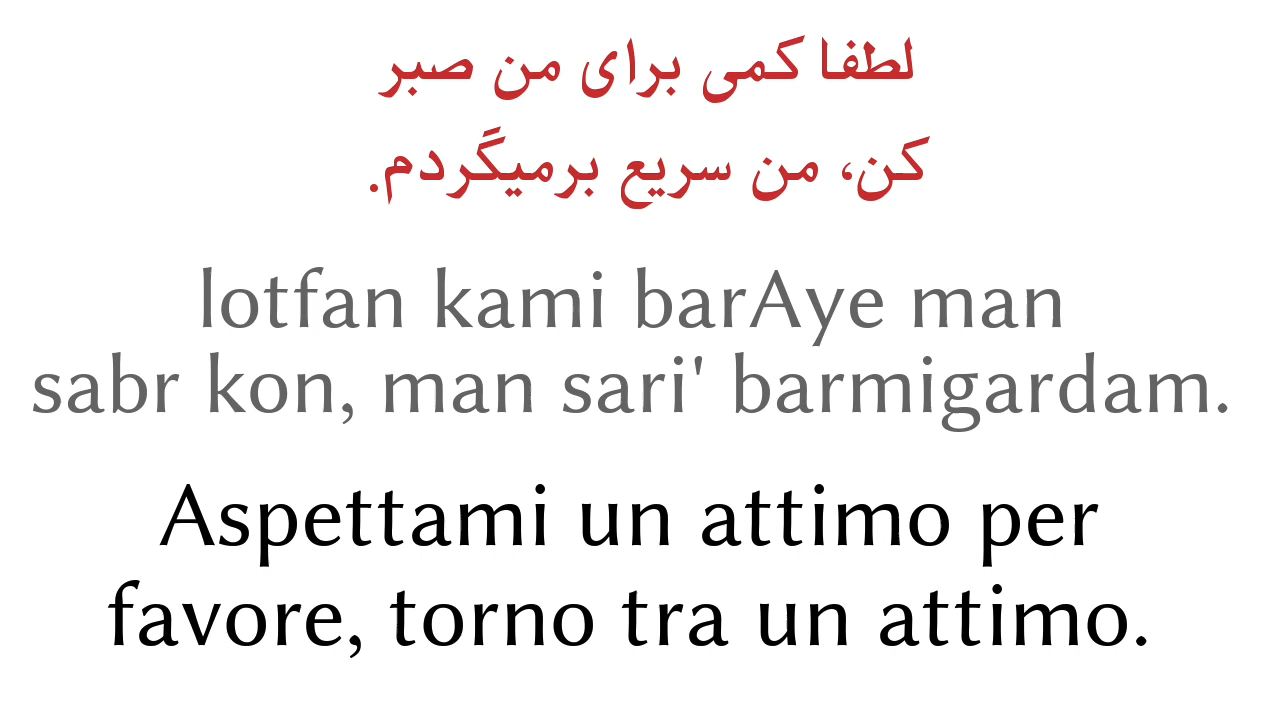 لطفا کمی برای من صبر
کن، من سریع برمیگردم.
lotfan kami barAye man
sabr kon, man sari' barmigardam.
Aspettami un attimo per
favore, torno tra un attimo.